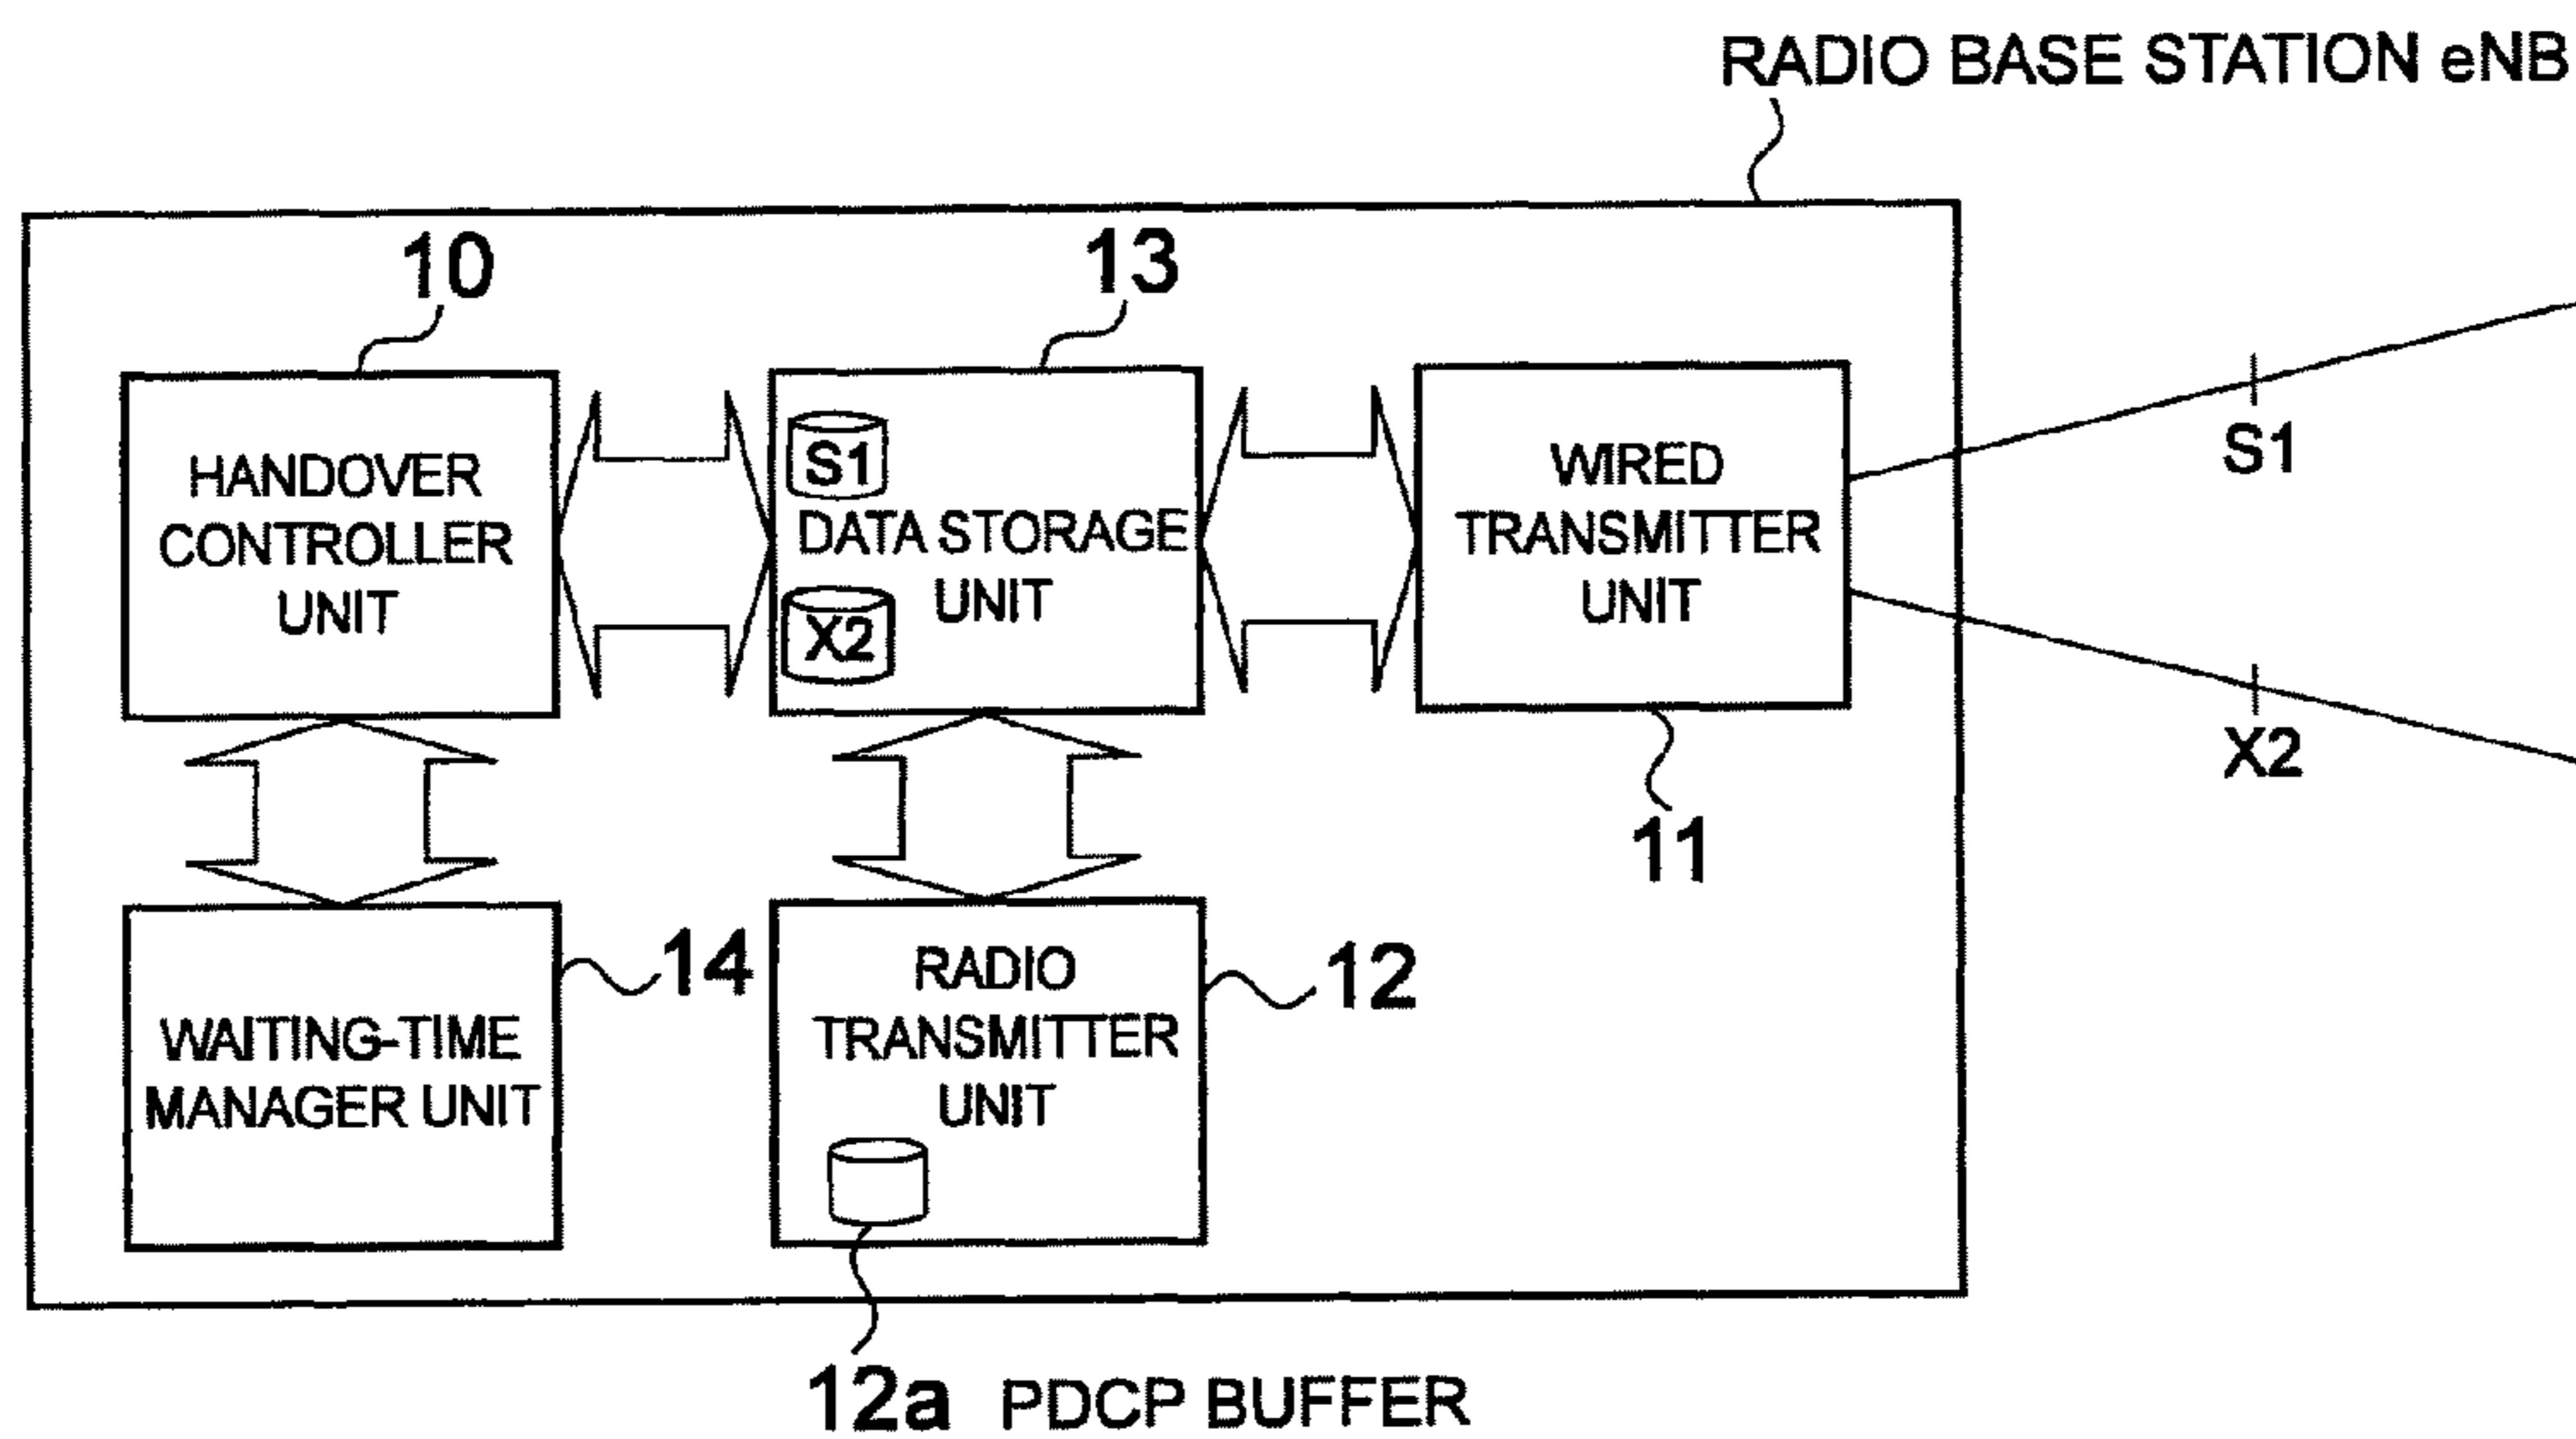 RADIO BASE STATION eNB
10
13
HANDOVER
CONTROLLER
UNIT
S1
DATA STORAGE
UNIT
X2
WIRED
TRANSMITTER
UNIT
S1
X2
11
14
12
WAITING-TIME
MANAGER UNIT
RADIO
TRANSMITTER
UNIT
12a PDCP BUFFER